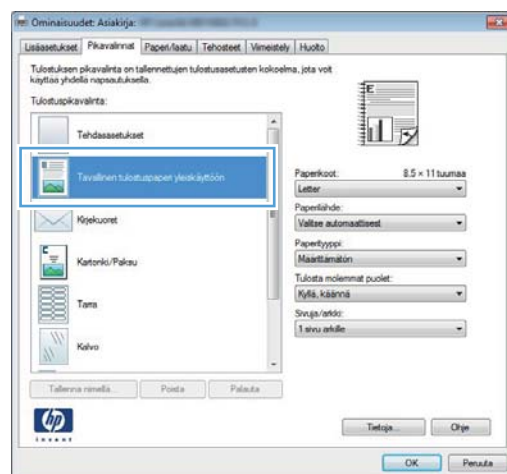 Ominaisuudet: Asiakirja:
Lisäasetukset Pikavalinnat Paperi/laatu Tehosteet Viimeistely Huolto
Tulostuksen pikavalinta on tallennettujen tulostusasetusten kokoelma, jota voit
käyttää yhdellä napsautuksella.
Tulostuspikavalinta:
Tehdasasetukset
Tavallinen tulostuspaperi yleiskäyttöön
Kirjekuoret
Kartonki/Paksu
Tarra
Kalvo
Tallenna nimellä... Poista Palauta
E
Paperikoot: 8.5 × 11 tuumaa
Letter
Paperilähde:
Valitse automaattisesti
Paperityyppi:
Määrittämätön
Tulosta molemmat puolet:
Kyllä, käännä
Sivuja/arkki:
1 sivu arkille
hp
invent
Tietoja... Ohje
OK Peruuta